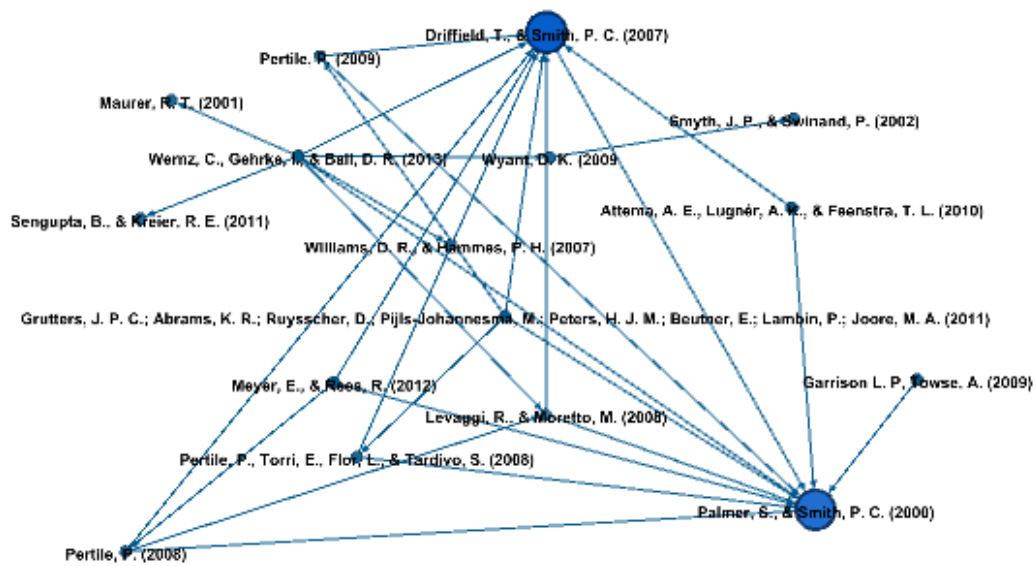 Driffield, T., & Smith, P. C. (2007)
Pertile, P. (2009)
Maurer, R. T. (2001)
Smyth, J. P., & Swinand, P. (2002)
Wernz, C., Gehrke, I., & Ball, D. R. (2013)
Wyant, D. K. (2009
Sengupta, B., & Kreier, R. E. (2011)
Attema, A. E., Lugnér, A. K., & Feenstra, T. L. (2010)
Williams, D. R., & Hammes, P. H. (2007)
Grutters, J. P. C.; Abrams, K. R.; Ruysscher, D.; Pijls-Johannesma, M.; Peters, H. J. M.; Beutner, E.; Lambin, P.; Joore, M. A. (2011)
Meyer, E., & Rees, R. (2012)
Garrison L. P, Towse. A. (2009)
Levaggi, R., & Moretto, M. (2008)
Pertile, P., Torri, E., Flor, L., & Tardivo, S. (2008)
Palmer, S., & Smith, P. C. (2000)
Pertile, P. (2008)